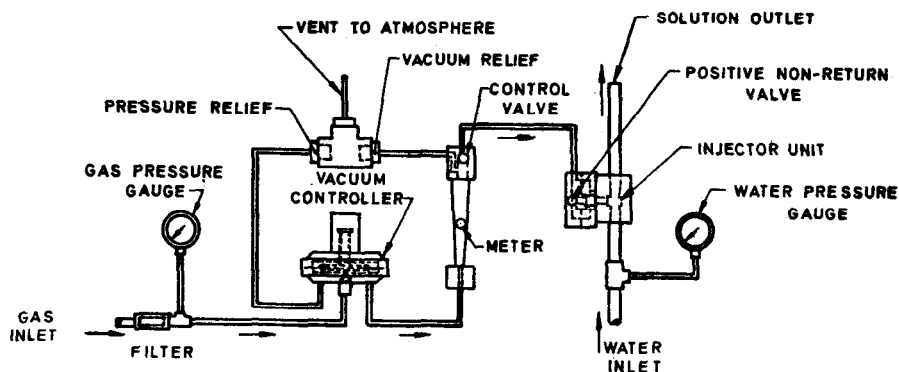 SOLUTION OUTLET
VENT TO ATMOSPHERE
VACUUM RELIEF
POSITIVE NON-RETURN
VALVE
CONTROL
VALVE
PRESSURE RELIEF
INJECTOR UNIT
GAS PRESSURE
GAUGE
VACUUM
CONTROLLER
WATER PRESSURE
GAUGE
METER
GAS
INLET
FILTER
WATER
INLET